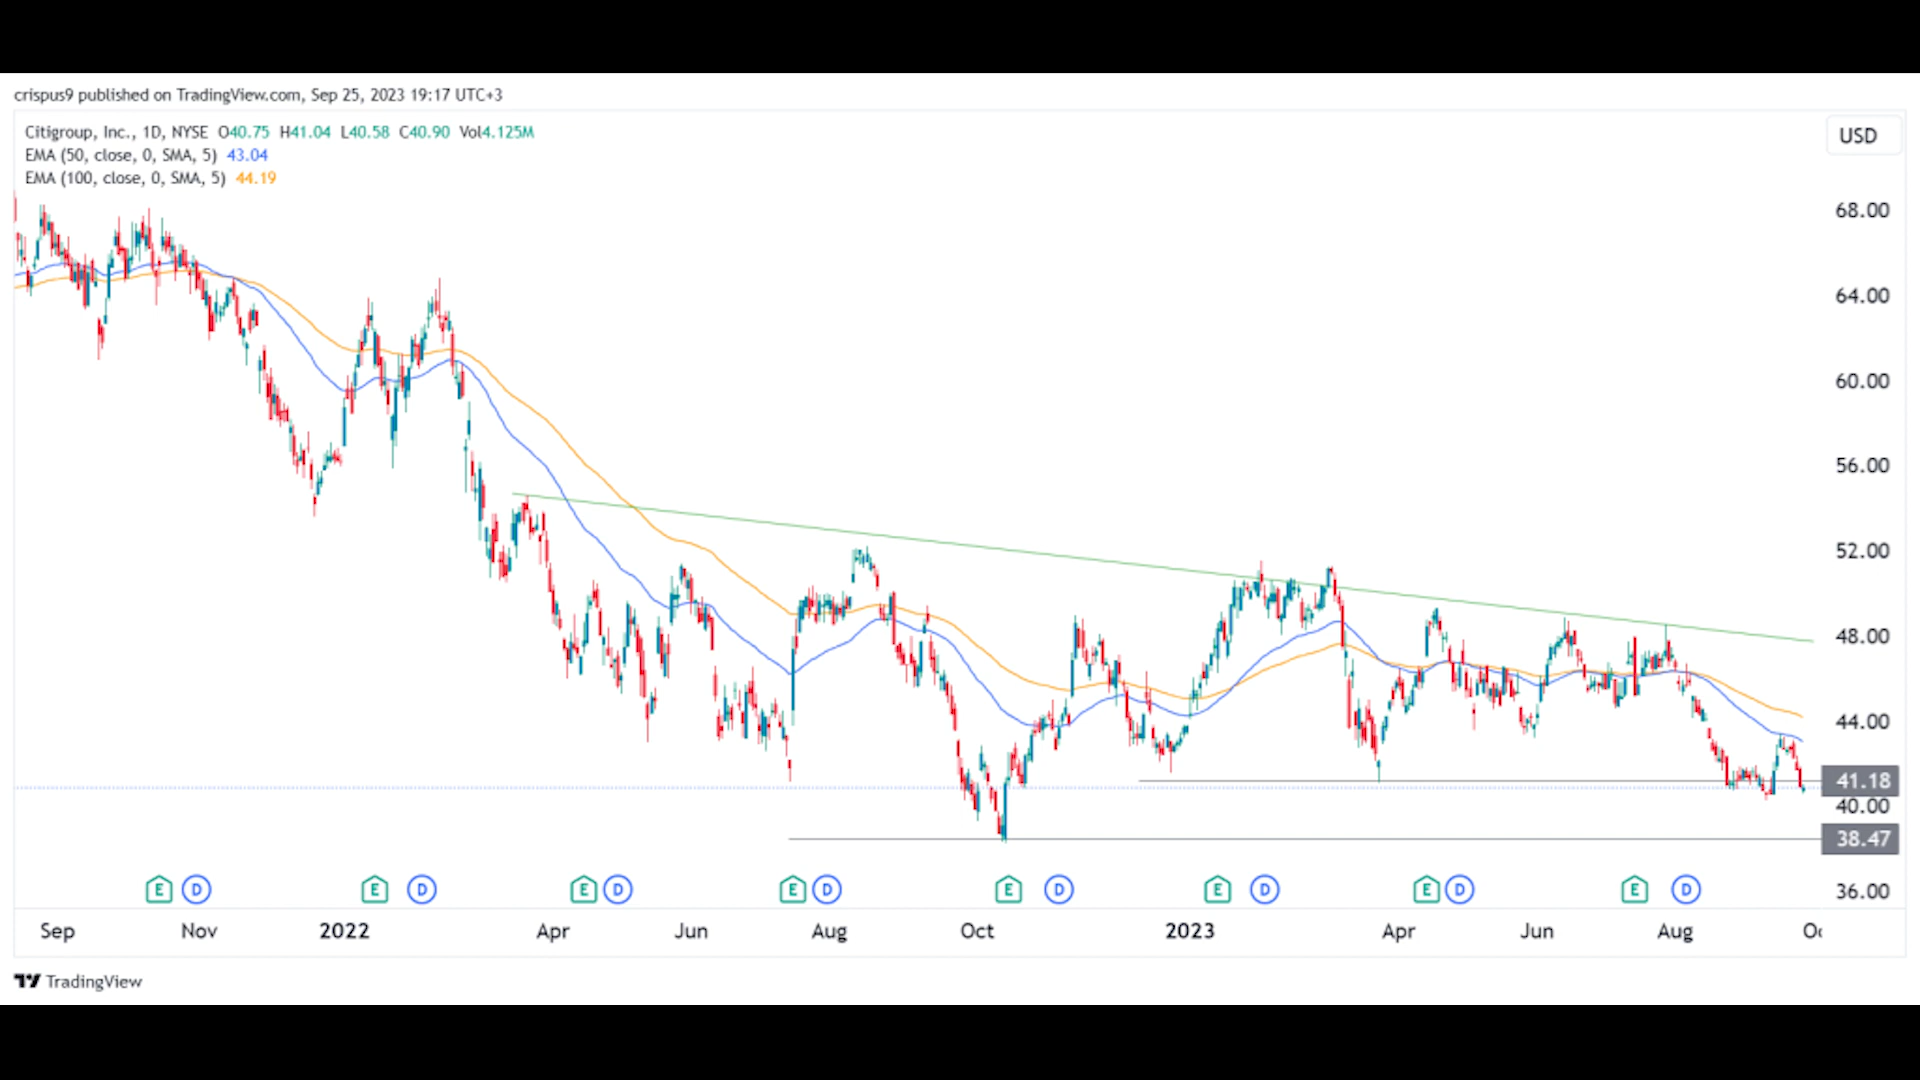 crispus9 published on TradingView.com, Sep 25, 2023 19:17 UTC+3
Citigroup, Inc., 1D, NYSE O40.75 H41.04 L40.58 C40.90 Vol4.125M
EMA (50, close, 0, SMA, 5) 43.04
EMA (100, close, 0, SMA, 5) 44.19
USD
68.00
64.00
60.00
56.00
52.00
48.00
44.00
41.18
40.00
38.47
36.00
E D E D E D E D E D E D E D E D
Sep Nov 2022 Apr Jun Aug Oct 2023 Apr Jun Aug
TradingView